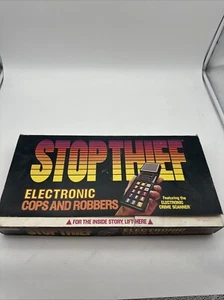 STOP THIEF
ELECTRONIC
COPS AND ROBBERS
Featuring the
ELECTRONIC
CRIME SCANNER
FOR THE INSIDE STORY, LIFT HERE